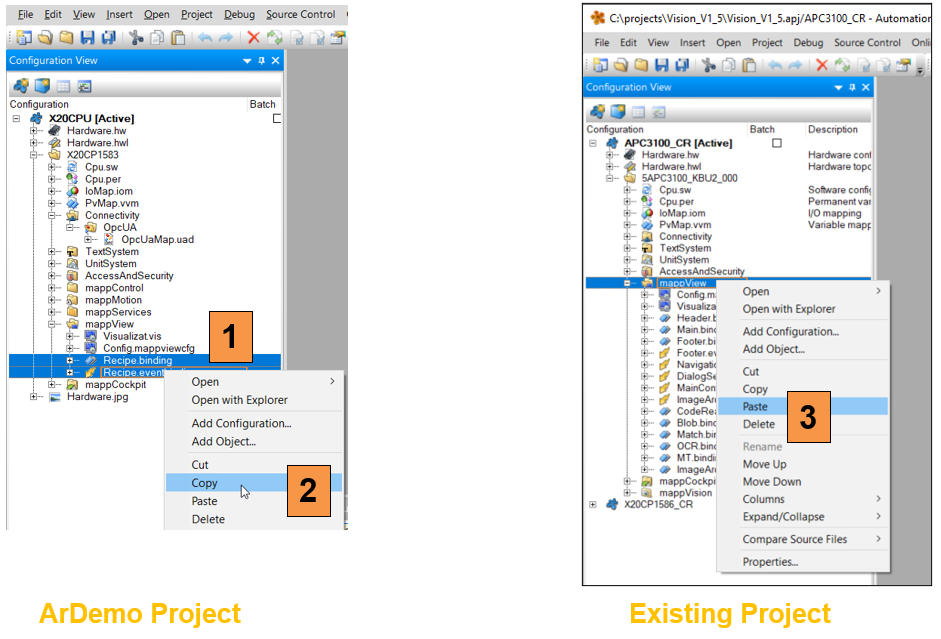 File Edit View Insert Open Project Debug Source Control
Configuration View
Configuration Batch
X20CPU [Active]
Hardware.hw
Hardware.hwl
X20CP1583
Cpu.sw
Cpu.per
IoMap.iom
PvMap.vvm
Connectivity
OpcUA
OpcUaMap.uad
TextSystem
UnitSystem
AccessAndSecurity
mappControl
mappMotion
mappServices
mappView
Visualizat.vis
Config.mappviewcfg
Recipe.binding
Recipe.event
mappCockpit
Hardware.jpg
1
Open
Open with Explorer
Add Configuration...
Add Object...
Cut
Copy
Paste
Delete
2
ArDemo Project
C:\projects\Vision_V1_5\Vision_V1_5.apj/APC3100_CR - Automation
File Edit View Insert Open Project Debug Source Control Onli
Configuration View
Configuration Batch Description
APC3100_CR [Active]
Hardware.hw Hardware conf
Hardware.hwl Hardware topo
5APC3100_KBU2_000
Cpu.sw Software config
Cpu.per Permanent var
IoMap.iom I/O mapping
PvMap.vvm Variable mapp
Connectivity
TextSystem
UnitSystem
AccessAndSecurity
mappView
Config.m
Visualiza
Header.b
Main.bind
Footer.bi
Footer.ev
Navigatio
DialogSe
MainCon
ImageAr
CodeRea
Blob.bind
Match.bin
OCR.bind
MT.bindi
ImageAr
mappCockpi
mappVision
X20CP1586_CR
Open
Open with Explorer
Add Configuration...
Add Object...
Cut
Copy
Paste
Delete
Rename
Move Up
Move Down
Columns
Expand/Collapse
Compare Source Files
Properties...
3
Existing Project